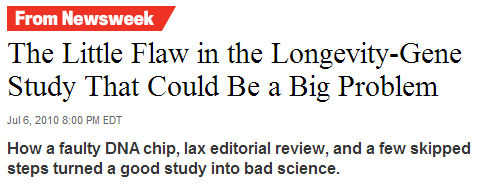 From Newsweek
The Little Flaw in the Longevity-Gene
Study That Could Be a Big Problem
Jul 6, 2010 8:00 PM EDT
How a faulty DNA chip, lax editorial review, and a few skipped
steps turned a good study into bad science.